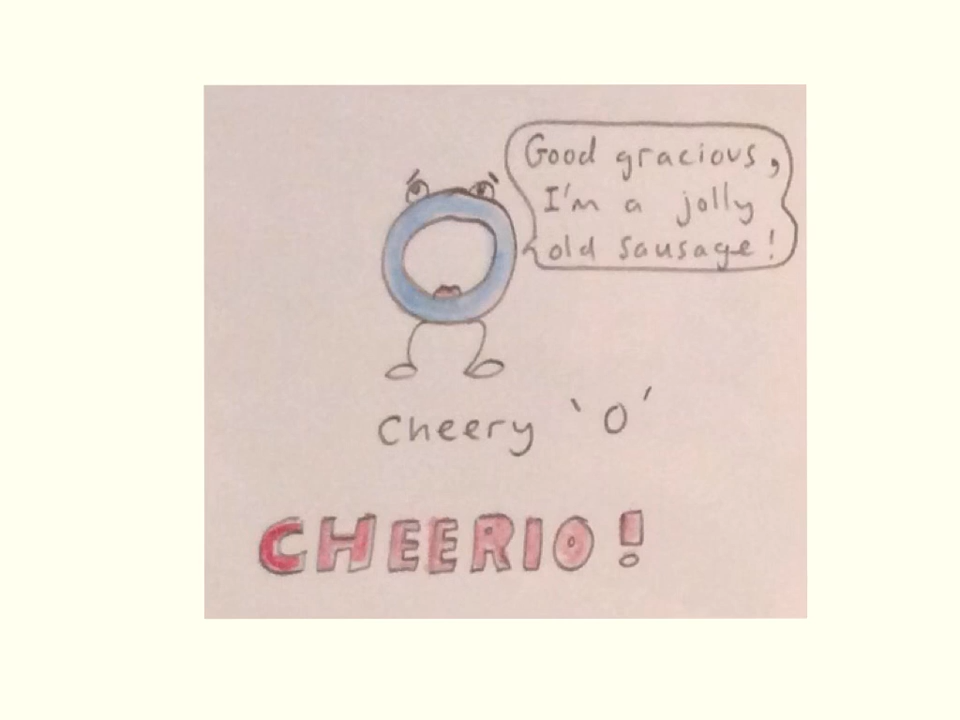 Good gracious,
I'm a jolly
old sausage!
Cheery 'O'
CHEERIO!